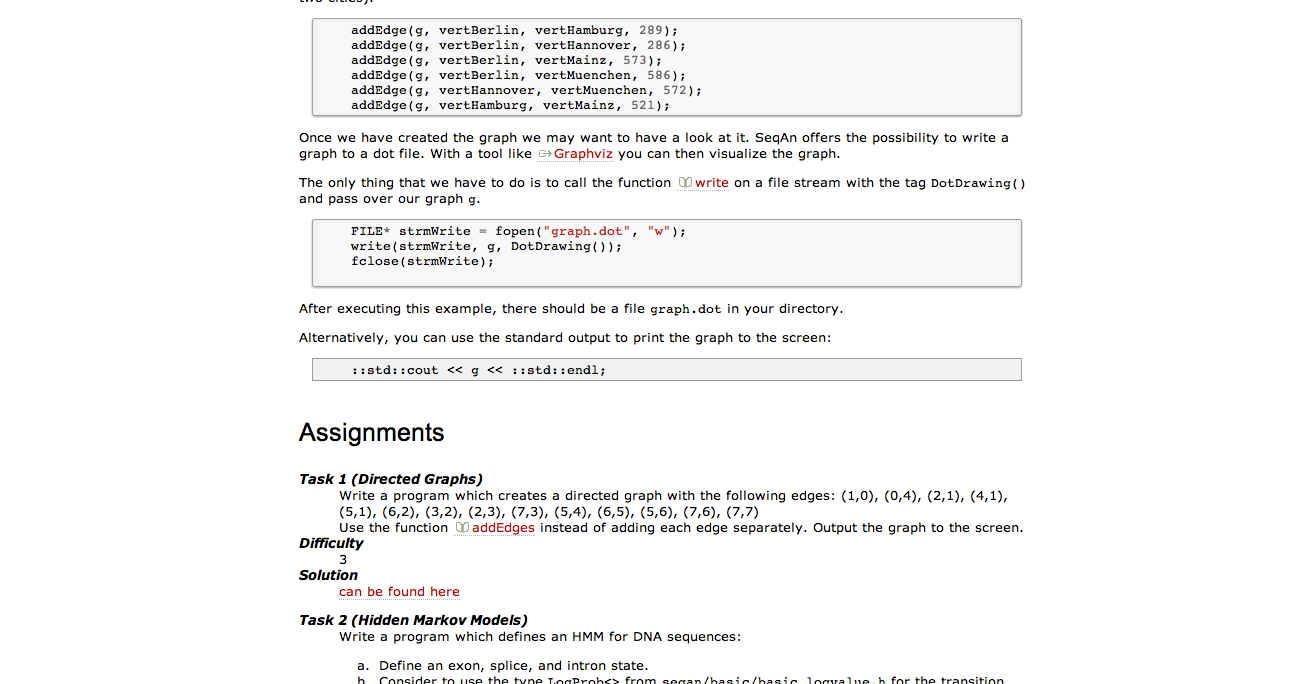 two cities).
addEdge(g, vertBerlin, vertHamburg, 289);
addEdge(g, vertBerlin, vertHannover, 286);
addEdge(g, vertBerlin, vertMainz, 573);
addEdge(g, vertBerlin, vertMuenchen, 586);
addEdge(g, vertHannover, vertMuenchen, 572);
addEdge(g, vertHamburg, vertMainz, 521);
Once we have created the graph we may want to have a look at it. SeqAn offers the possibility to write a
graph to a dot file. With a tool like Graphviz you can then visualize the graph.
The only thing that we have to do is to call the function write on a file stream with the tag DotDrawing()
and pass over our graph g.
FILE* strmWrite = fopen("graph.dot", "w");
write(strmWrite, g, DotDrawing());
fclose(strmWrite);
After executing this example, there should be a file graph.dot in your directory.
Alternatively, you can use the standard output to print the graph to the screen:
::std::cout << g << ::std::endl;
Assignments
Task 1 (Directed Graphs)
Write a program which creates a directed graph with the following edges: (1,0), (0,4), (2,1), (4,1),
(5,1), (6,2), (3,2), (2,3), (7,3), (5,4), (6,5), (5,6), (7,6), (7,7)
Use the function addEdges instead of adding each edge separately. Output the graph to the screen.
Difficulty
3
Solution
can be found here
Task 2 (Hidden Markov Models)
Write a program which defines an HMM for DNA sequences:
a. Define an exon, splice, and intron state.
b. Consider to use the type LogProb<> from seqan/basic/basic_logvalue.h for the transition